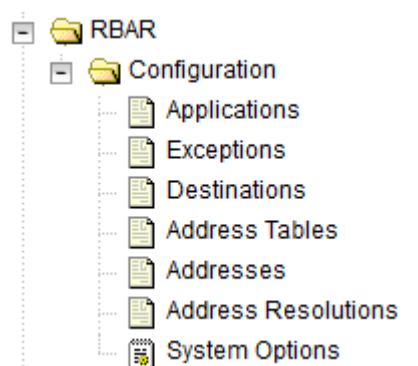 RBAR
Configuration
Applications
Exceptions
Destinations
Address Tables
Addresses
Address Resolutions
System Options